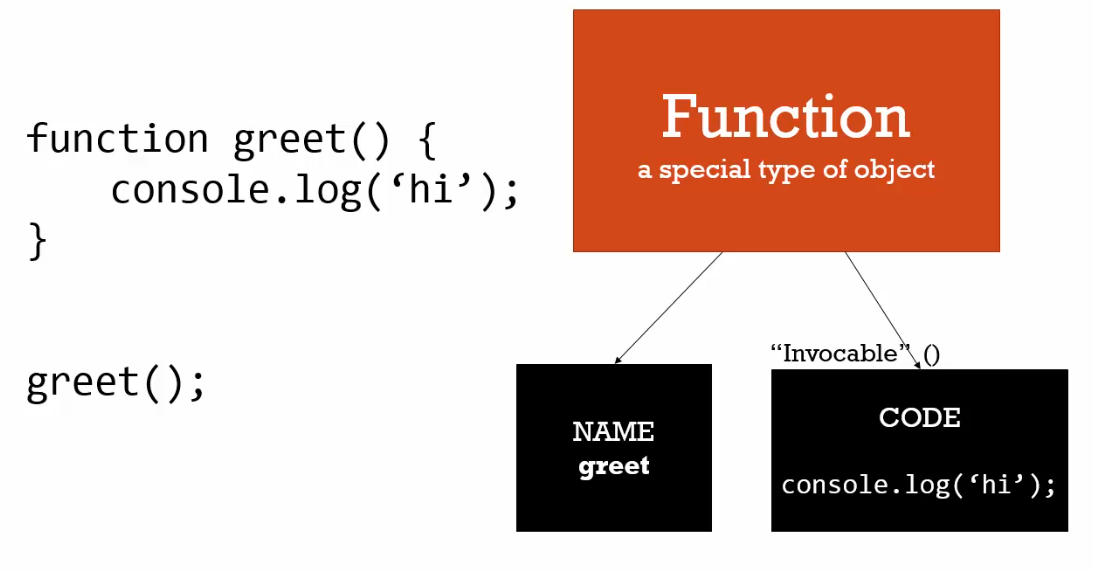 function greet() {
    console.log(‘hi’);
}
greet();
Function
a special type of object
“Invocable” ()
NAME
greet
CODE
console.log(‘hi’);